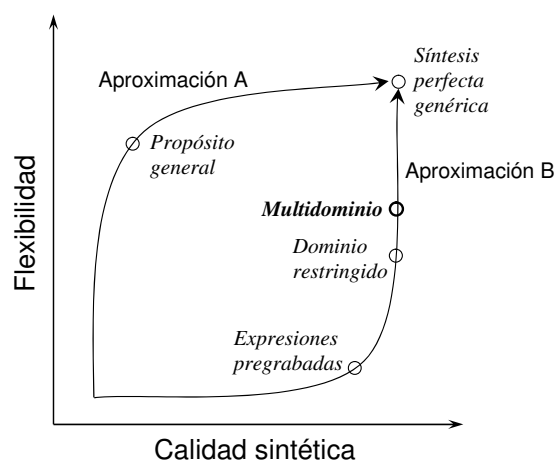 Síntesis
perfecta
genérica
Aproximación A
Propósito
general
Aproximación B
Multidominio
Dominio
restringido
Expresiones
pregrabadas
Flexibilidad
Calidad sintética